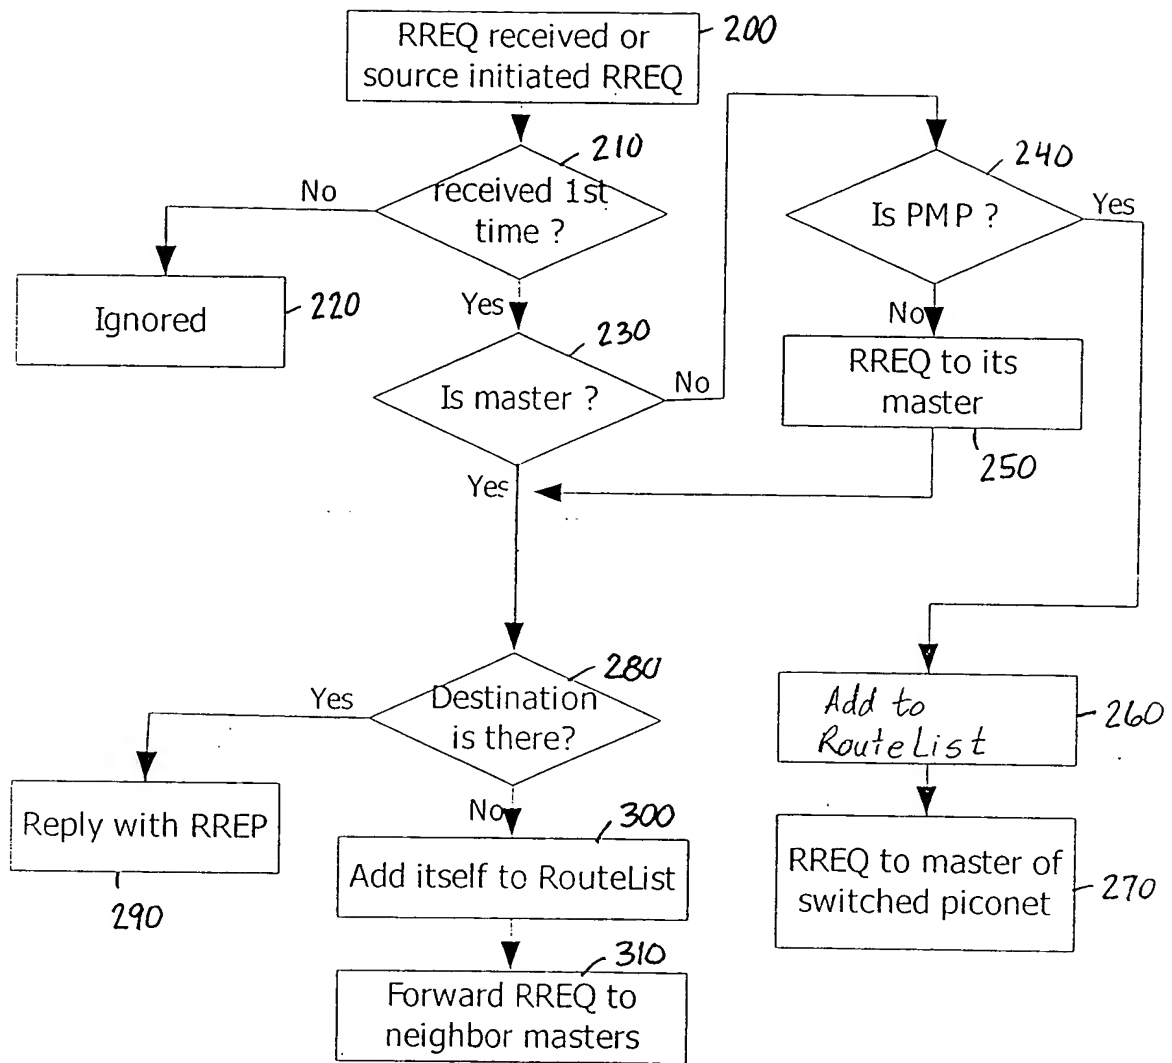 RREQ received or
source initiated RREQ
200
received 1st
time ?
210
No
Yes
Ignored
220
Is master ?
230
No
Yes
Is PMP ?
240
Yes
No
RREQ to its
master
250
Destination
is there?
280
Yes
No
Reply with RREP
290
Add to
RouteList
260
RREQ to master of
switched piconet
270
300
Add itself to RouteList
310
Forward RREQ to
neighbor masters